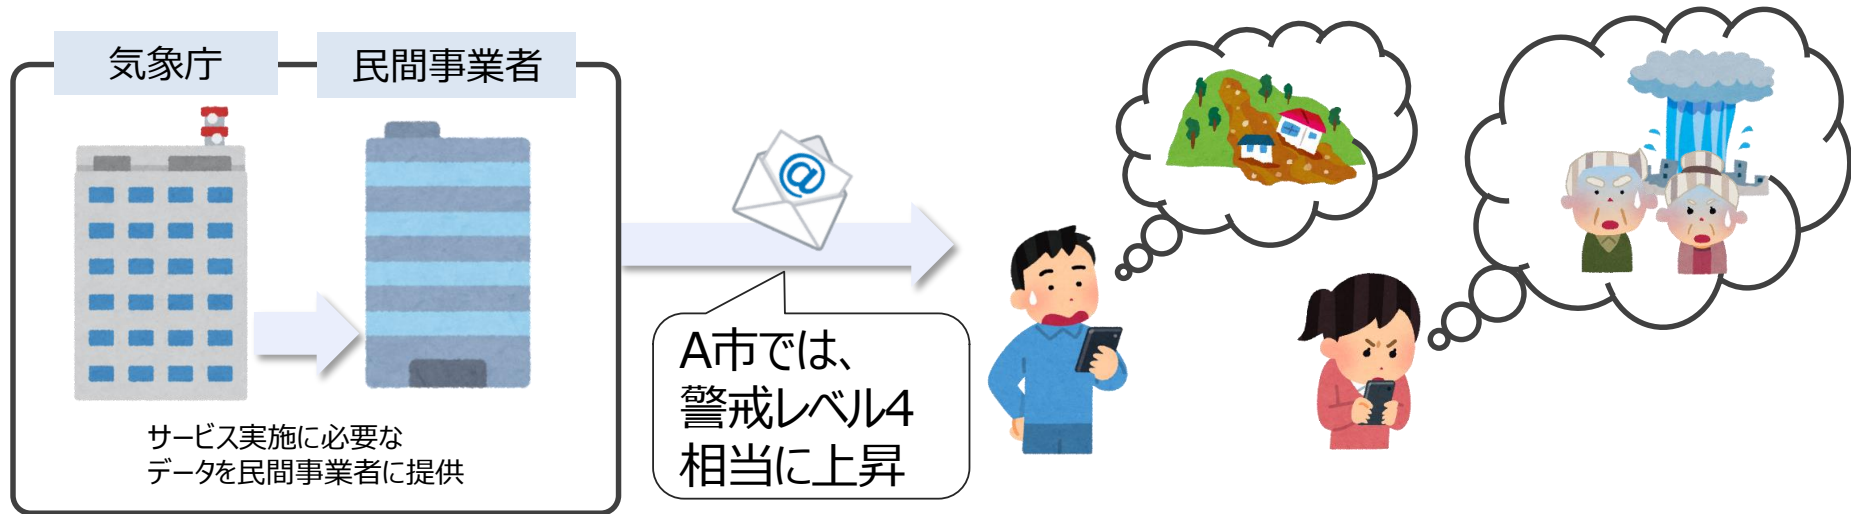 気象庁
民間事業者
サービス実施に必要な
データを民間事業者に提供
@
A市では、
警戒レベル4
相当に上昇